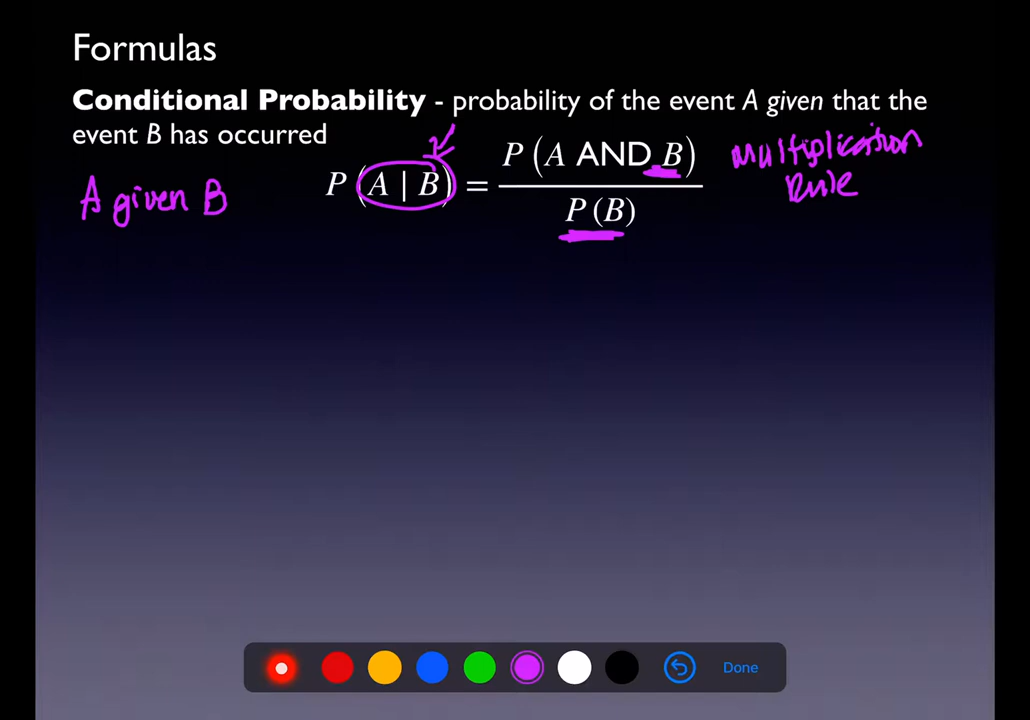 Formulas
Conditional Probability - probability of the event A given that the
event B has occurred
P (A | B) = P (A AND B) / P (B)
Multiplication
Rule
A given B
Done